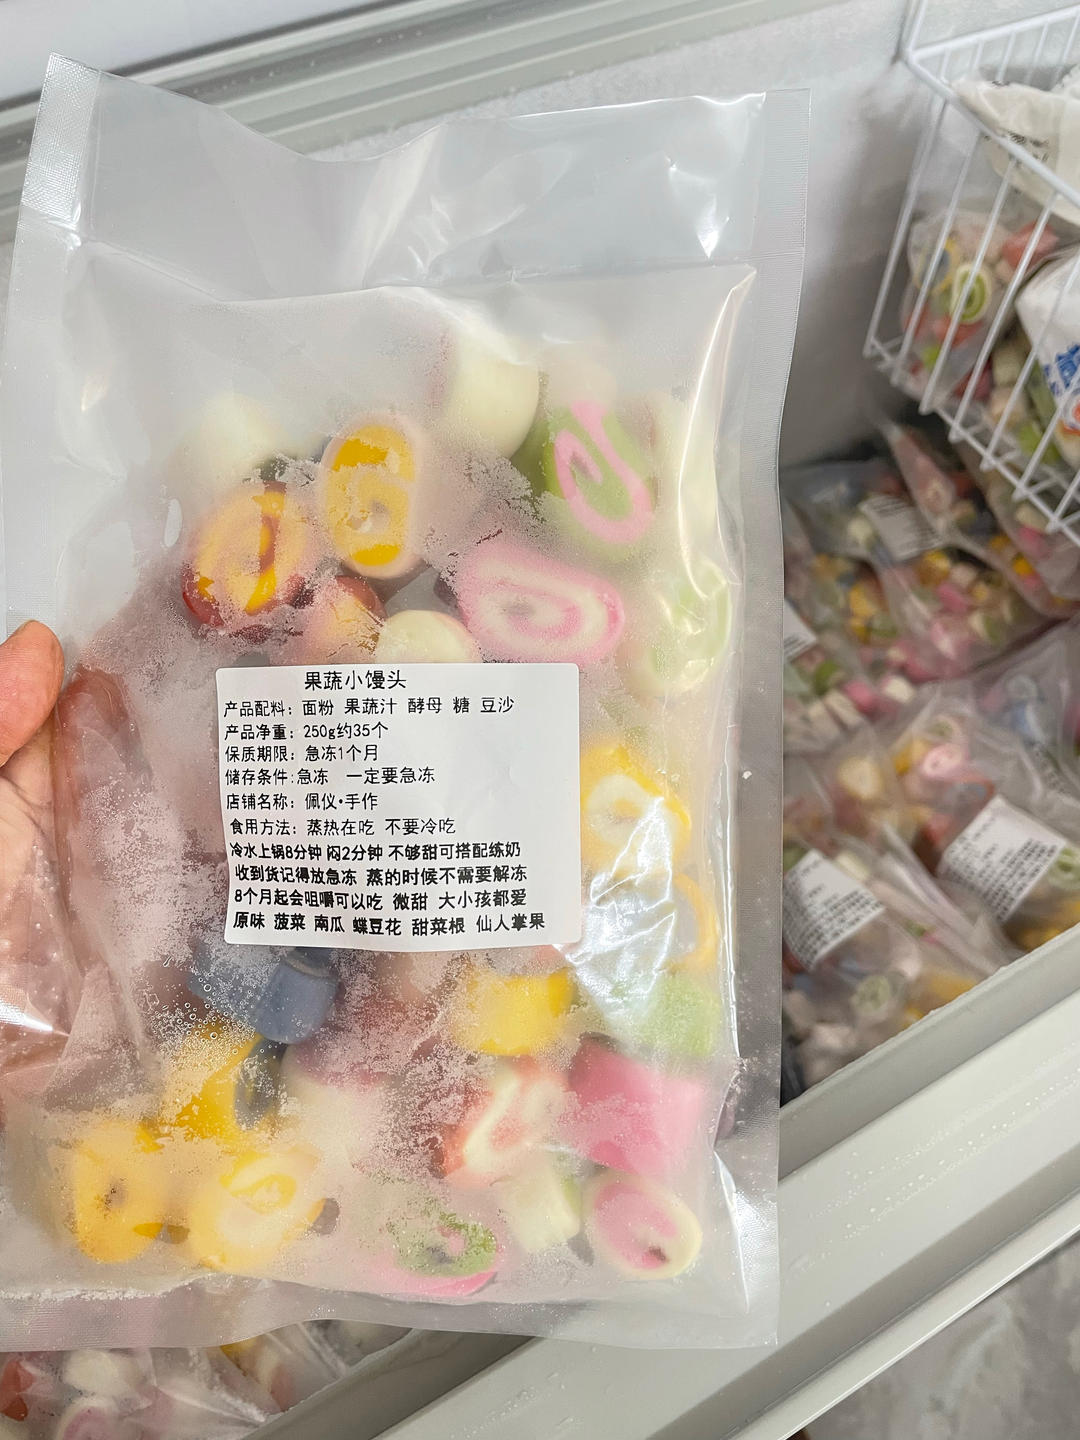 果蔬小馒头
产品配料：面粉 果蔬汁 酵母 糖 豆沙
产品净重：250g约35个
保质期限：急冻1个月
储存条件:急冻 一定要急冻
店铺名称：佩仪·手作
食用方法：蒸热在吃 不要冷吃
冷水上锅8分钟 闷2分钟 不够甜可搭配练奶
收到货记得放急冻 蒸的时候不需要解冻
8个月起会咀嚼可以吃 微甜 大小孩都爱
原味 菠菜 南瓜 蝶豆花 甜菜根 仙人掌果